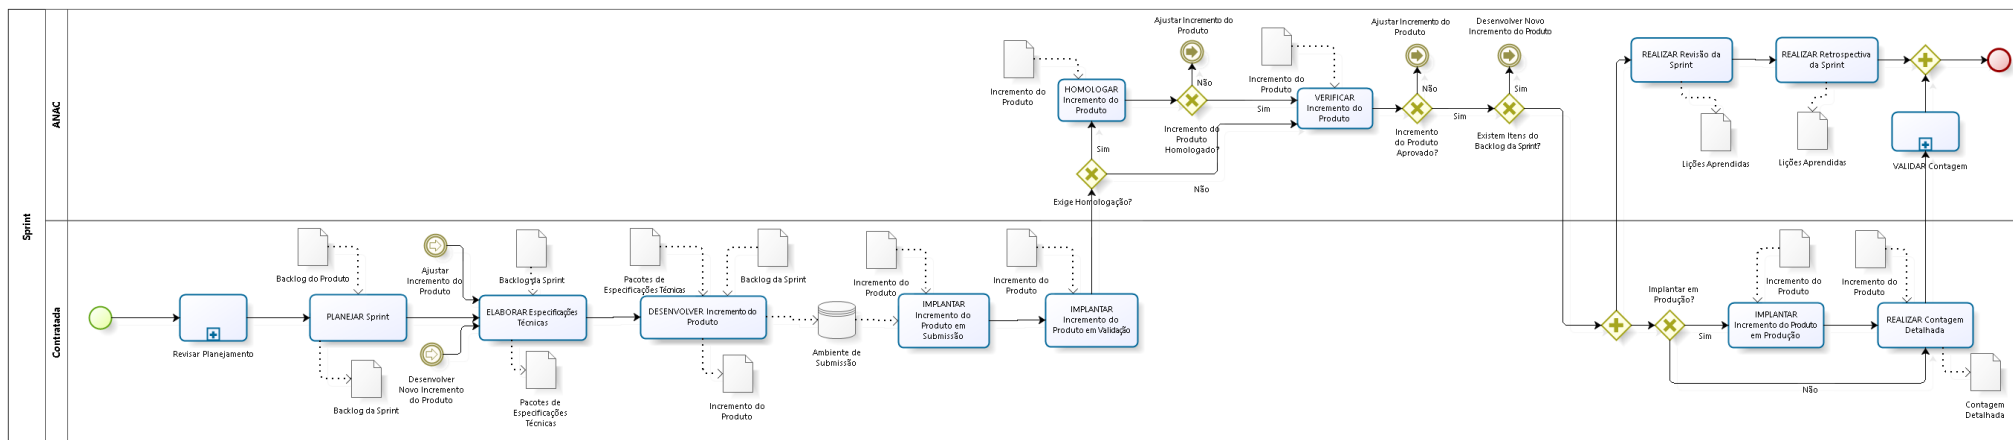 Sprint
ANAC
Contratada
Ajustar Incremento do
Produto
Ajustar Incremento do
Produto
Desenvolver Novo
Incremento do Produto
Incremento do
Produto
HOMOLOGAR
Incremento do
Produto
Não
Sim
Incremento do
Produto
Homologado?
Incremento do
Produto
VERIFICAR
Incremento do
Produto
Não
Sim
Incremento
do Produto
Aprovado?
Sim
Existem Itens do
Backlog da Sprint?
REALIZAR Revisão da
Sprint
Lições Aprendidas
REALIZAR Retrospectiva
da Sprint
Lições Aprendidas
VALIDAR Contagem
Sim
Não
Exige Homologação?
Revisar Planejamento
Backlog do Produto
PLANEJAR Sprint
Backlog da Sprint
Ajustar
Incremento do
Produto
Desenvolver
Novo Incremento
do Produto
Backlog da Sprint
ELABORAR Especificações
Técnicas
Pacotes de
Especificações
Técnicas
Pacotes de
Especificações Técnicas
Backlog da Sprint
DESENVOLVER Incremento do
Produto
Incremento do
Produto
Ambiente de
Submissão
Incremento do
Produto
IMPLANTAR
Incremento do
Produto em
Submissão
Incremento do
Produto
IMPLANTAR
Incremento do
Produto em Validação
Implantar em
Produção?
Sim
Não
Incremento do
Produto
IMPLANTAR
Incremento do Produto
em Produção
Incremento do
Produto
REALIZAR Contagem
Detalhada
Contagem
Detalhada